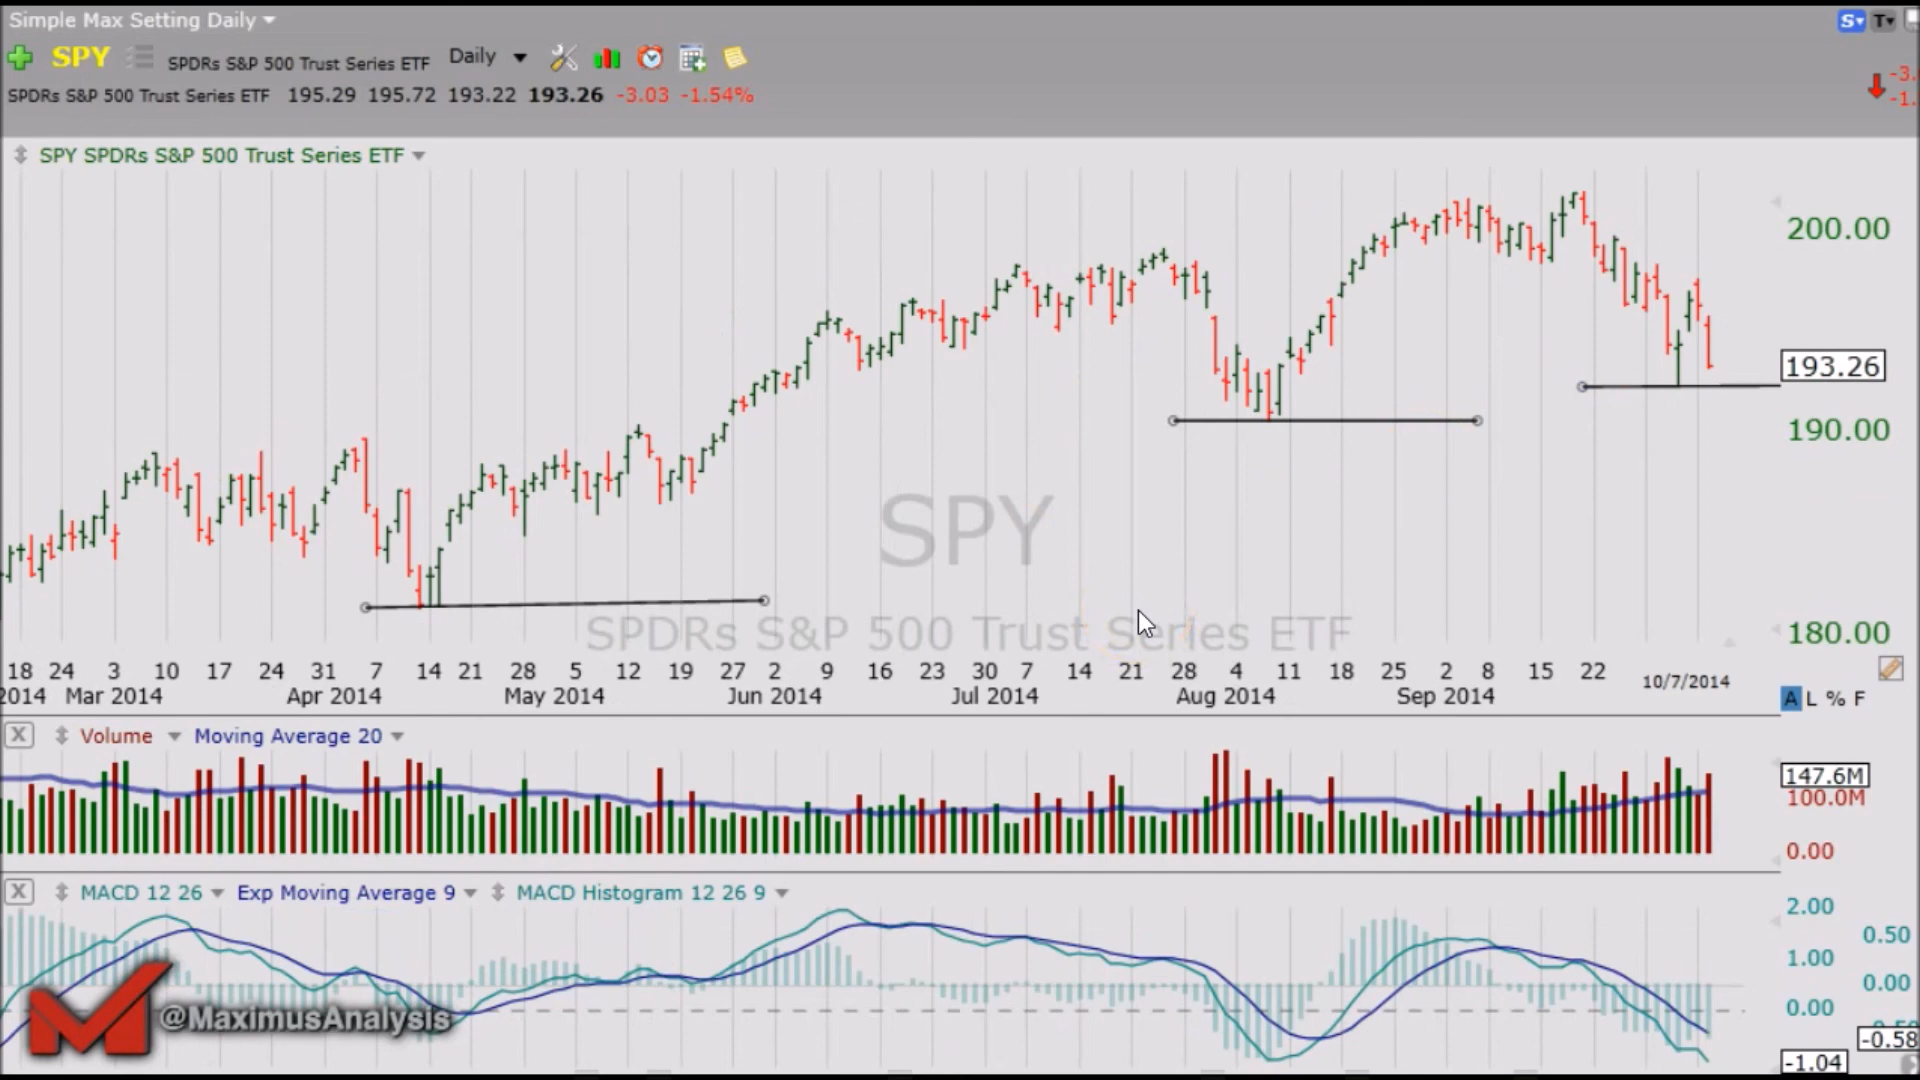 Simple Max Setting Daily
S T
SPY SPDRs S&P 500 Trust Series ETF Daily
SPDRs S&P 500 Trust Series ETF 195.29 195.72 193.22 193.26 -3.03 -1.54%
SPY SPDRs S&P 500 Trust Series ETF
200.00
193.26
190.00
SPY
SPDRs S&P 500 Trust Series ETF
180.00
18 24 3 10 17 24 31 7 14 21 28 5 12 19 27 2 9 16 23 30 7 14 21 28 4 11 18 25 2 8 15 22
2014 Mar 2014 Apr 2014 May 2014 Jun 2014 Jul 2014 Aug 2014 Sep 2014 10/7/2014
A L % F
X Volume Moving Average 20
147.6M
100.0M
0.00
X MACD 12 26 Exp Moving Average 9 MACD Histogram 12 26 9
2.00
0.50
1.00
0.00
0.00
@MaximusAnalysis
-0.58
-1.04